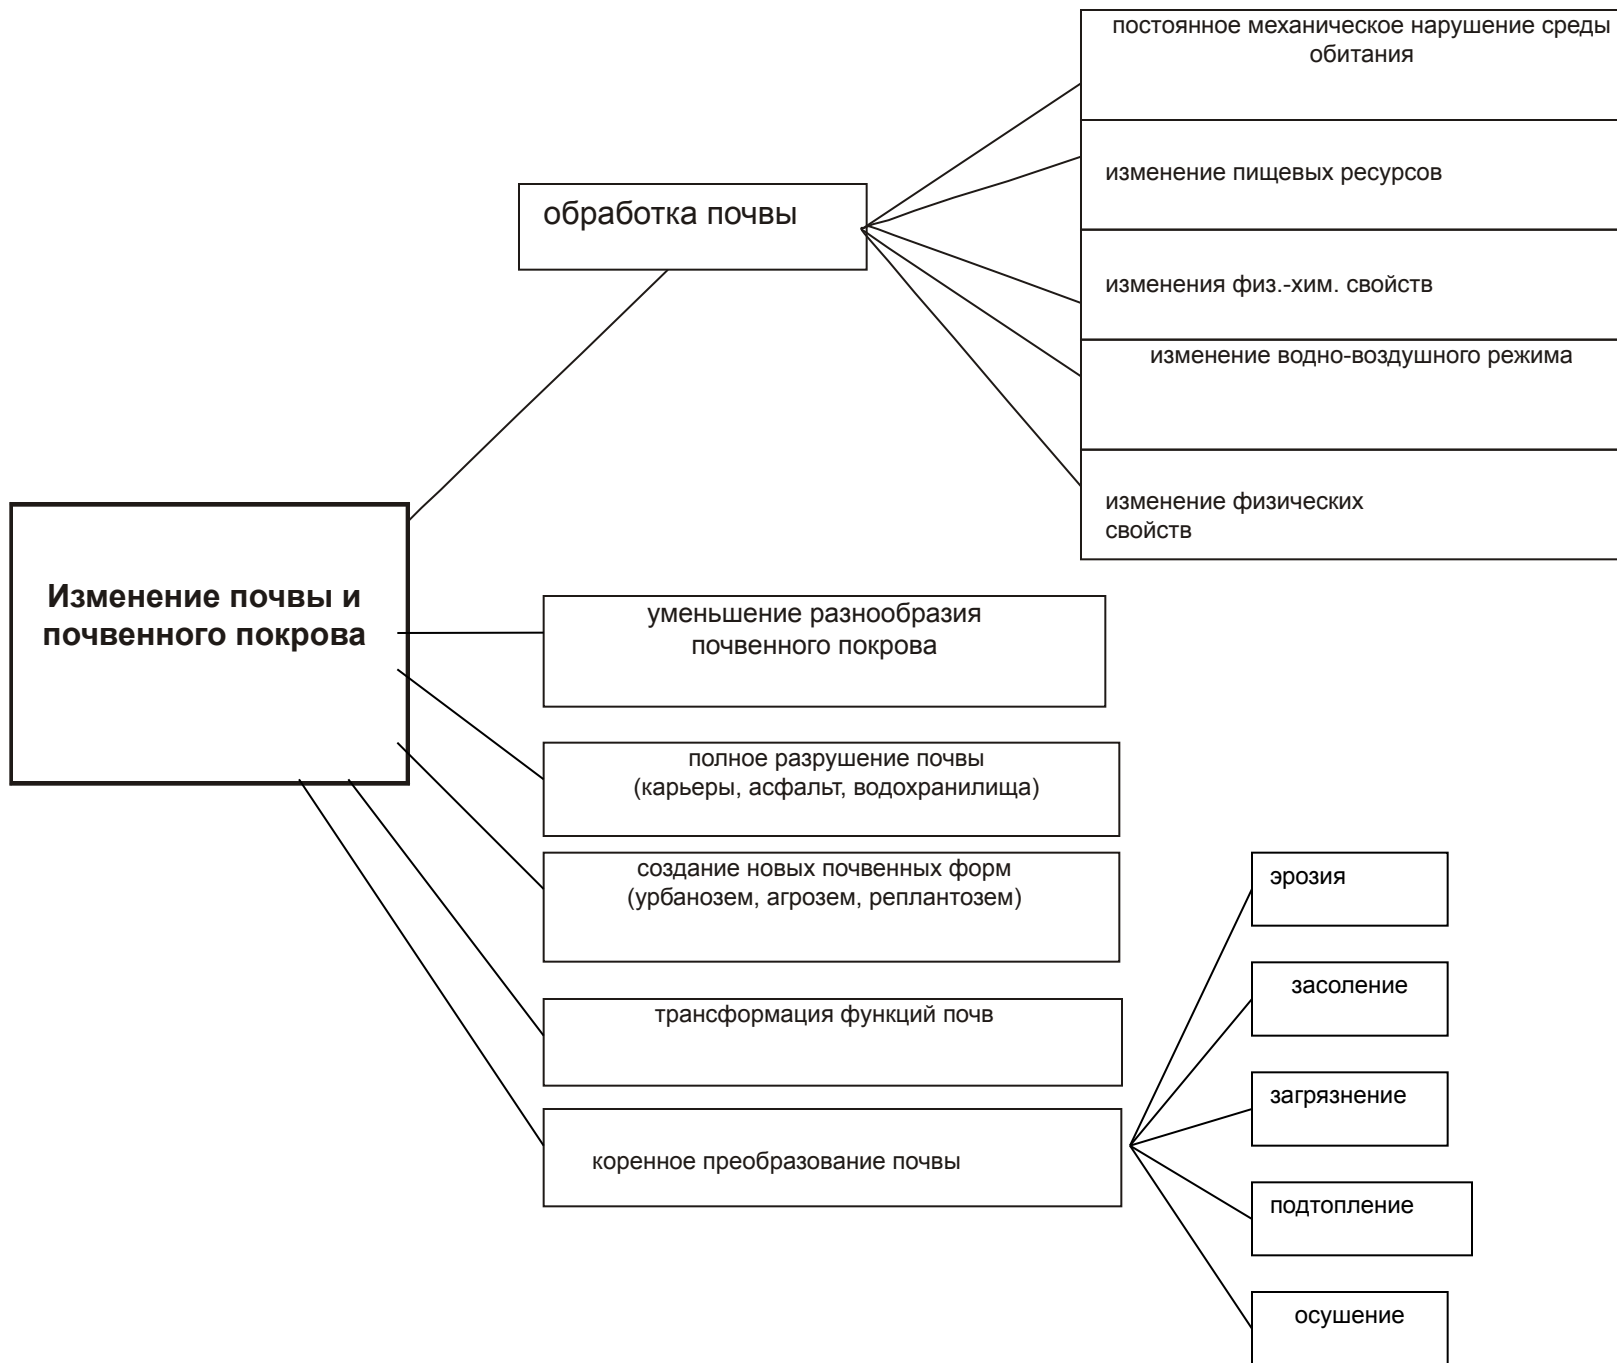 постоянное механическое нарушение среды
обитания
изменение пищевых ресурсов
обработка почвы
изменения физ.-хим. свойств
изменение водно-воздушного режима
изменение физических
свойств
Изменение почвы и
почвенного покрова
уменьшение разнообразия
почвенного покрова
полное разрушение почвы
(карьеры, асфальт, водохранилища)
создание новых почвенных форм
(урбанозем, агрозем, реплантозем)
трансформация функций почв
коренное преобразование почвы
эрозия
засоление
загрязнение
подтопление
осушение